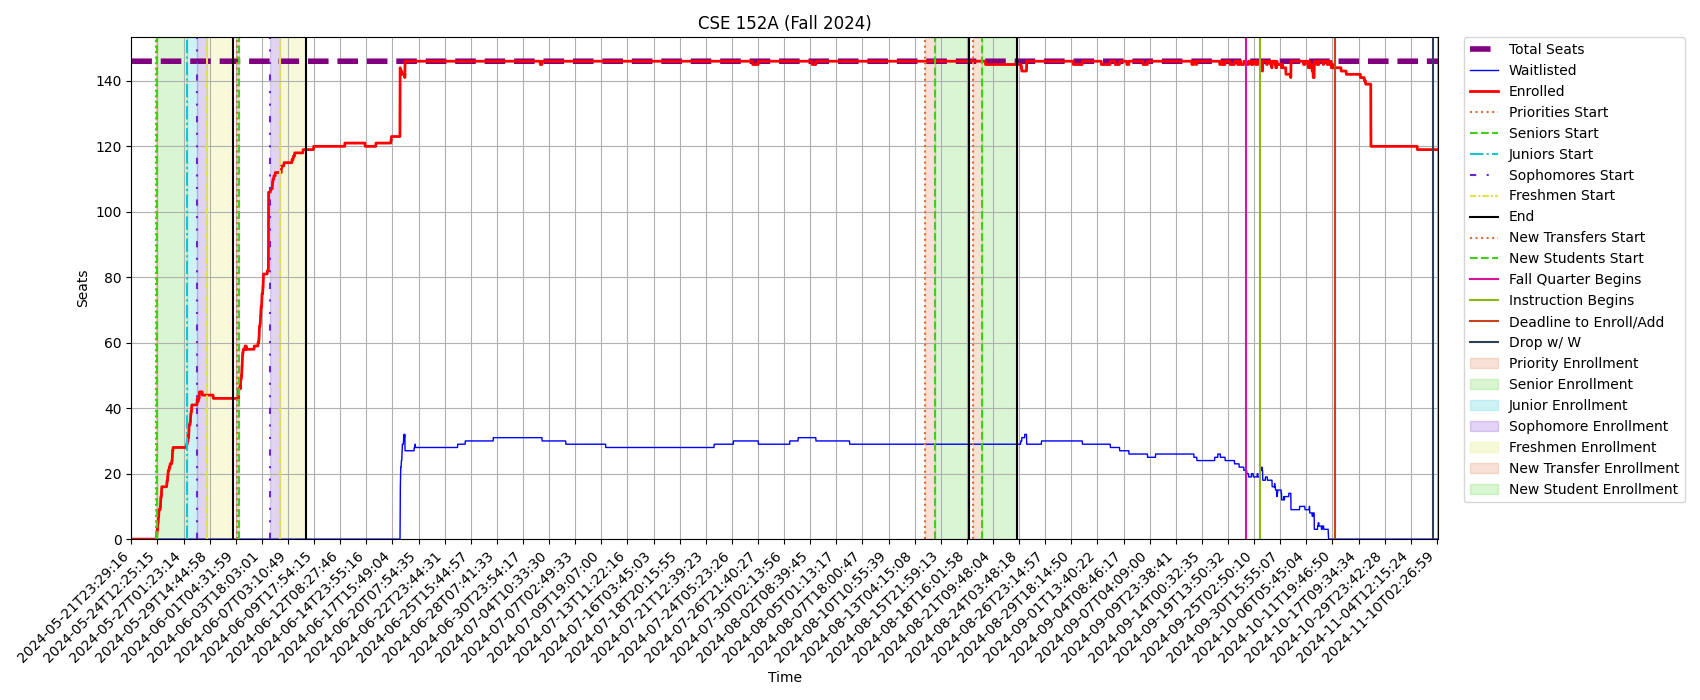 CSE 152A (Fall 2024)
Seats
140
120
100
80
60
40
20
0
2024-05-21T23:29:16
2024-05-24T12:25:15
2024-05-27T01:23:14
2024-05-29T14:44:58
2024-06-01T04:31:59
2024-06-03T18:03:01
2024-06-07T03:10:49
2024-06-09T17:54:15
2024-06-12T08:27:46
2024-06-14T23:55:16
2024-06-17T15:49:04
2024-06-20T07:54:35
2024-06-22T23:44:31
2024-06-25T15:44:57
2024-06-28T07:41:33
2024-06-30T23:54:17
2024-07-04T10:33:30
2024-07-07T02:49:33
2024-07-09T19:07:00
2024-07-13T11:22:16
2024-07-16T03:45:03
2024-07-18T20:15:55
2024-07-21T12:39:23
2024-07-24T05:23:26
2024-07-26T21:40:27
2024-07-30T02:13:56
2024-08-02T08:39:45
2024-08-05T01:13:17
2024-08-07T18:00:47
2024-08-10T10:55:39
2024-08-13T04:15:08
2024-08-15T21:59:13
2024-08-18T16:01:58
2024-08-21T09:48:04
2024-08-24T03:48:18
2024-08-26T23:14:57
2024-08-29T18:14:50
2024-09-01T13:40:22
2024-09-04T08:46:17
2024-09-07T04:09:00
2024-09-09T23:38:41
2024-09-14T00:32:35
2024-09-19T13:50:32
2024-09-25T02:50:10
2024-09-30T15:55:07
2024-10-06T05:45:04
2024-10-11T19:46:50
2024-10-17T09:34:34
2024-10-29T23:42:28
2024-11-04T12:15:24
2024-11-10T02:26:59
Time
Total Seats
Waitlisted
Enrolled
Priorities Start
Seniors Start
Juniors Start
Sophomores Start
Freshmen Start
End
New Transfers Start
New Students Start
Fall Quarter Begins
Instruction Begins
Deadline to Enroll/Add
Drop w/ W
Priority Enrollment
Senior Enrollment
Junior Enrollment
Sophomore Enrollment
Freshmen Enrollment
New Transfer Enrollment
New Student Enrollment